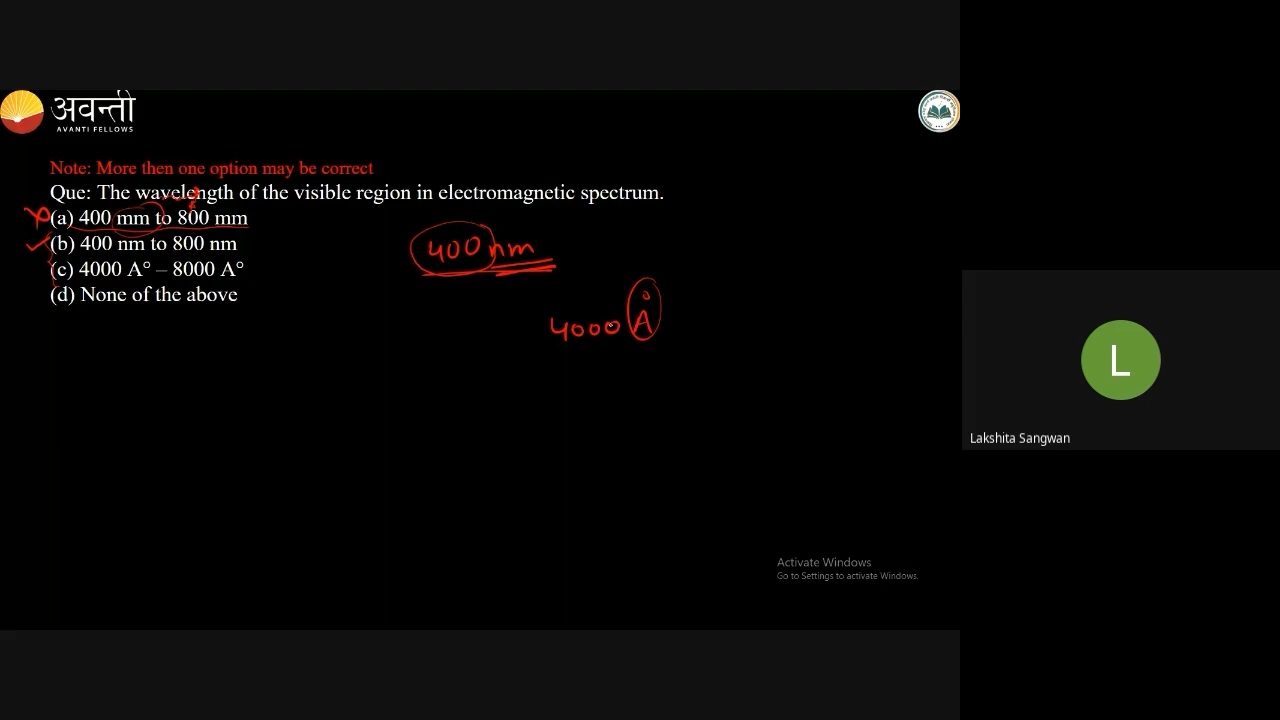 अवन्ती
AVANTI FELLOWS
Note: More then one option may be correct
Que: The wavelength of the visible region in electromagnetic spectrum.
(a) 400 mm to 800 mm
(b) 400 nm to 800 nm
(c) 4000 A° – 8000 A°
(d) None of the above
400 nm
4000 Å
L
Lakshita Sangwan
Activate Windows
Go to Settings to activate Windows.